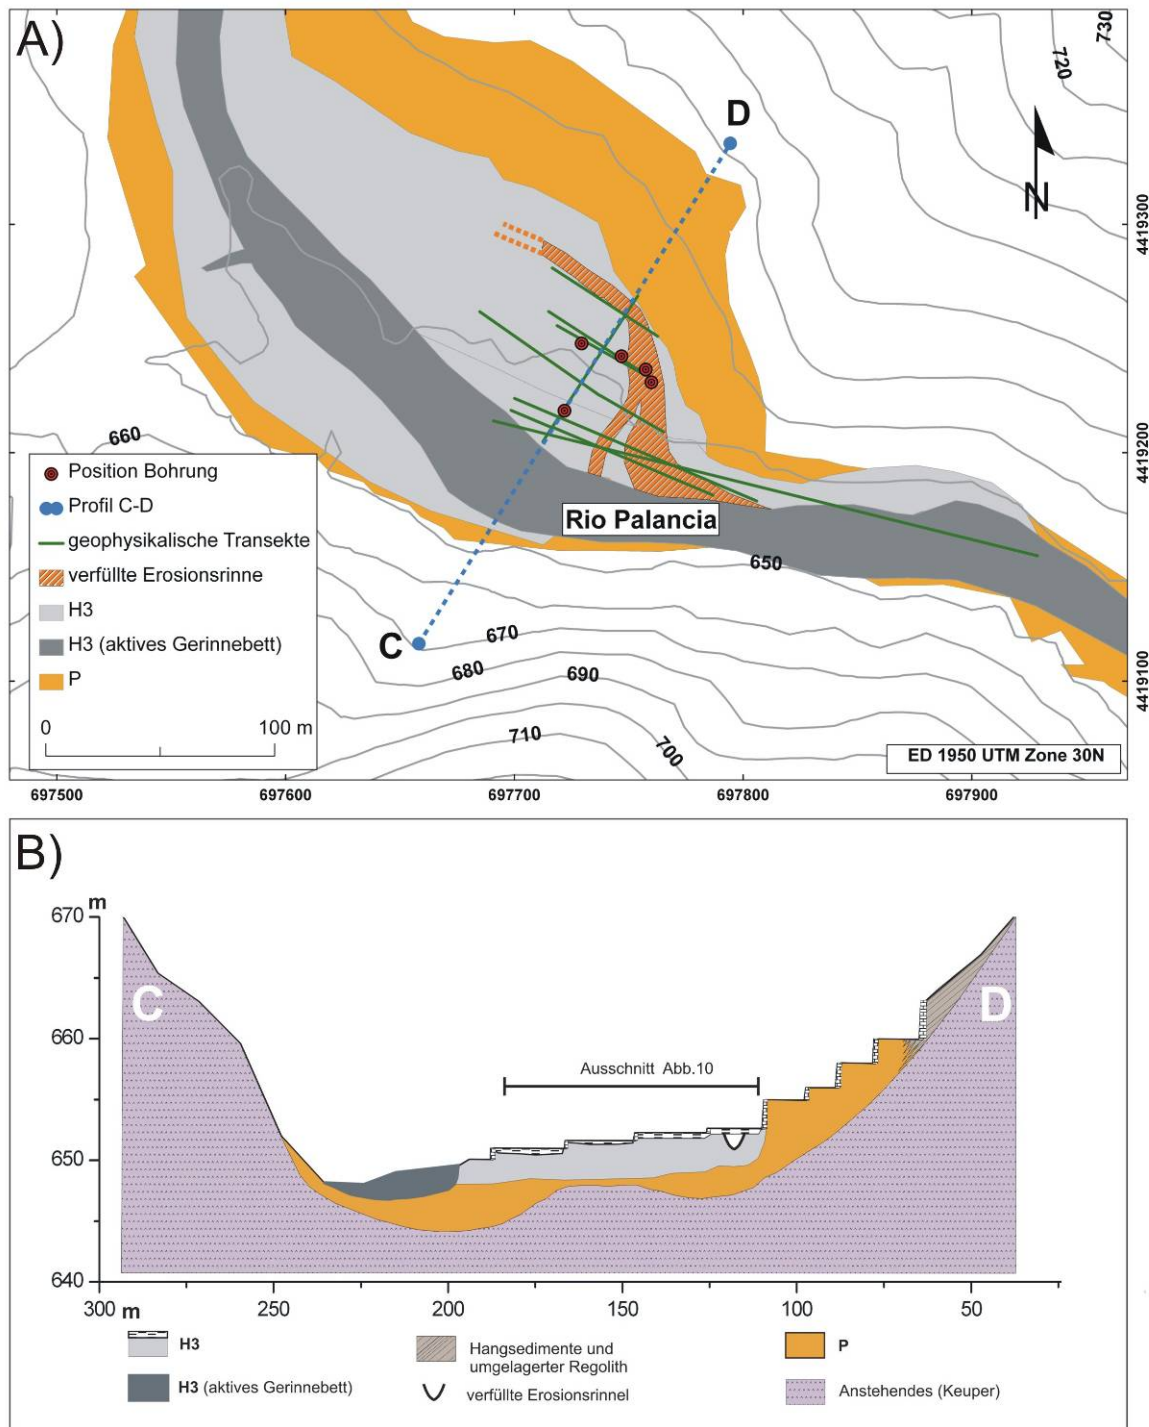 A)
730
720
D
N
4419300
660
4419200
Position Bohrung
Profil C-D
geophysikalische Transekte
verfüllte Erosionsrinne
H3
H3 (aktives Gerinnebett)
P
0 100 m
Rio Palancia
650
C
670
680
690
710
700
4419100
ED 1950 UTM Zone 30N
697500 697600 697700 697800 697900
B)
m
670
C
D
660
Ausschnitt Abb.10
650
640
300 m 250 200 150 100 50
H3
Hangsedimente und
umgelagerter Regolith
P
H3 (aktives Gerinnebett)
verfüllte Erosionsrinnel
Anstehendes (Keuper)